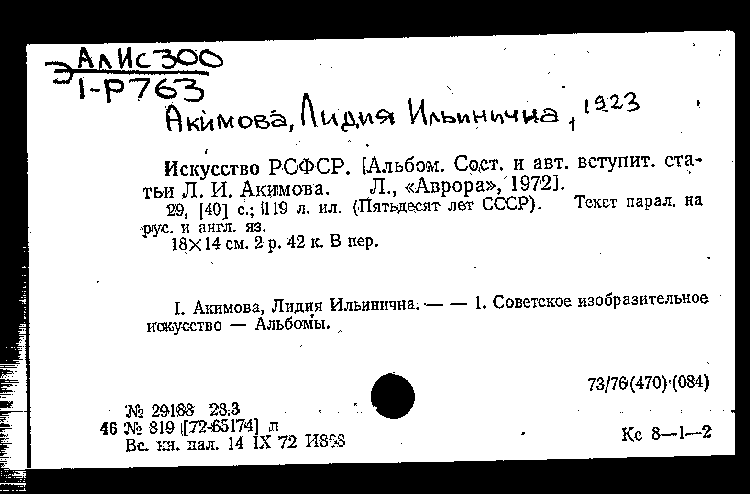 АлИс300
Э 1-Р763
Акимова, Лидия Ильинична, 1923
Искусство РСФСР. [Альбом. Сост. и авт. вступит. ста-
тьи Л. И. Акимова. Л., «Аврора», 1972].
29, [40] с.; 119 л. ил. (Пятьдесят лет СССР). Текст парал. на
рус. и англ. яз.
18×14 см. 2 р. 42 к. В пер.
I. Акимова, Лидия Ильинична. — — 1. Советское изобразительное
искусство — Альбомы.
73/76(470)(084)
№ 29188 28.3
46 № 819 [72-65174] п
Вс. кн. пал. 14 IX 72
Кс 8—1—2